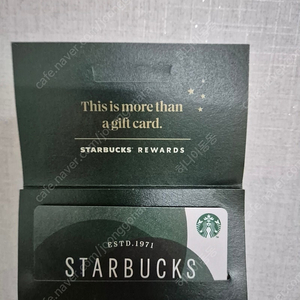 This is more than
a gift card.
STARBUCKS® REWARDS
ESTD.1971
STARBUCKS